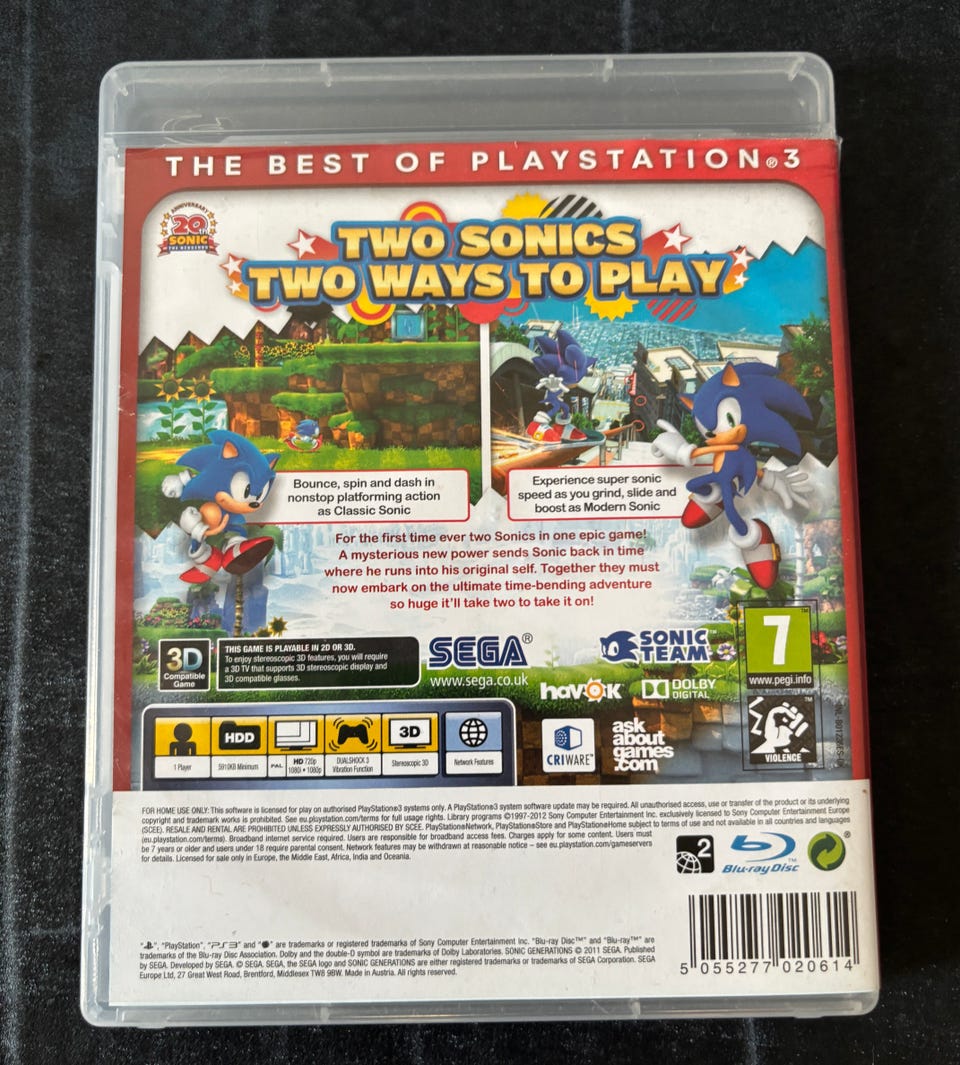 THE BEST OF PLAYSTATION®3
ANNIVERSARY
20th
SONIC
THE HEDGEHOG
TWO SONICS
TWO WAYS TO PLAY
Bounce, spin and dash in
nonstop platforming action
as Classic Sonic
Experience super sonic
speed as you grind, slide and
boost as Modern Sonic
For the first time ever two Sonics in one epic game!
A mysterious new power sends Sonic back in time
where he runs into his original self. Together they must
now embark on the ultimate time-bending adventure
so huge it'll take two to take it on!
3D
Compatible
Game
THIS GAME IS PLAYABLE IN 2D OR 3D.
To enjoy stereoscopic 3D features, you will require
a 3D TV that supports 3D stereoscopic display and
3D compatible glasses.
SEGA®
www.sega.co.uk
SONIC
TEAM
havok
DOLBY
DIGITAL
7
TM
www.pegi.info
CRIWARE™
ask
about
games
.com
TM
VIOLENCE
HDD
3D
1 Player
5910KB Minimum
PAL
HD 720p
1080i • 1080p
DUALSHOCK 3
Vibration Function
Stereoscopic 3D
Network Features
FOR HOME USE ONLY: This software is licensed for play on authorised PlayStation®3 systems only. A PlayStation®3 system software update may be required. All unauthorised access, use or transfer of the product or its underlying
copyright and trademark works is prohibited. See eu.playstation.com/terms for full usage rights. Library programs ©1997-2012 Sony Computer Entertainment Inc. exclusively licensed to Sony Computer Entertainment Europe
(SCEE). RESALE AND RENTAL ARE PROHIBITED UNLESS EXPRESSLY AUTHORISED BY SCEE. PlayStation®Network, PlayStation®Store and PlayStation®Home subject to terms of use and not available in all countries and languages
(eu.playstation.com/terms). Broadband internet service required. Users are responsible for broadband access fees. Charges apply for some content. Users must
be 7 years or older and users under 18 require parental consent. Network features may be withdrawn at reasonable notice – see eu.playstation.com/gameservers
for details. Licensed for sale only in Europe, the Middle East, Africa, India and Oceania.
2
Blu-ray Disc™
®
"", "PlayStation", "PS3" and "" are trademarks or registered trademarks of Sony Computer Entertainment Inc. "Blu-ray Disc™" and "Blu-ray™" are
trademarks of the Blu-ray Disc Association. Dolby and the double-D symbol are trademarks of Dolby Laboratories. SONIC GENERATIONS © 2011 SEGA. Published
by SEGA. Developed by SEGA. © SEGA. SEGA, the SEGA logo and SONIC GENERATIONS are either registered trademarks or trademarks of SEGA Corporation. SEGA
Europe Ltd, 27 Great West Road, Brentford, Middlesex TW8 9BW. Made in Austria. All rights reserved.
5 055277 020614